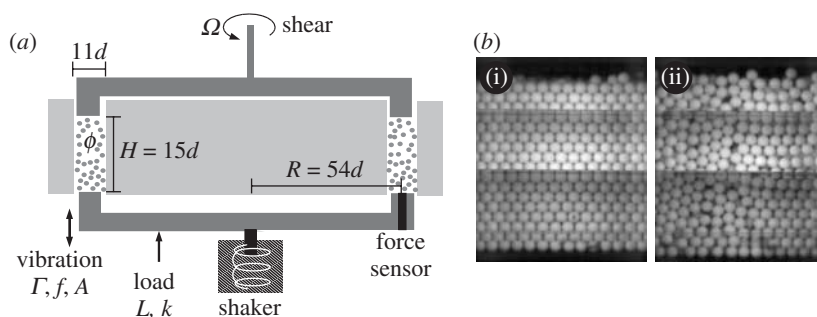 (a)
Ω
shear
11d
ϕ
H = 15d
R = 54d
vibration
Γ, f, A
load
L, k
shaker
force
sensor
(b)
(i)
(ii)